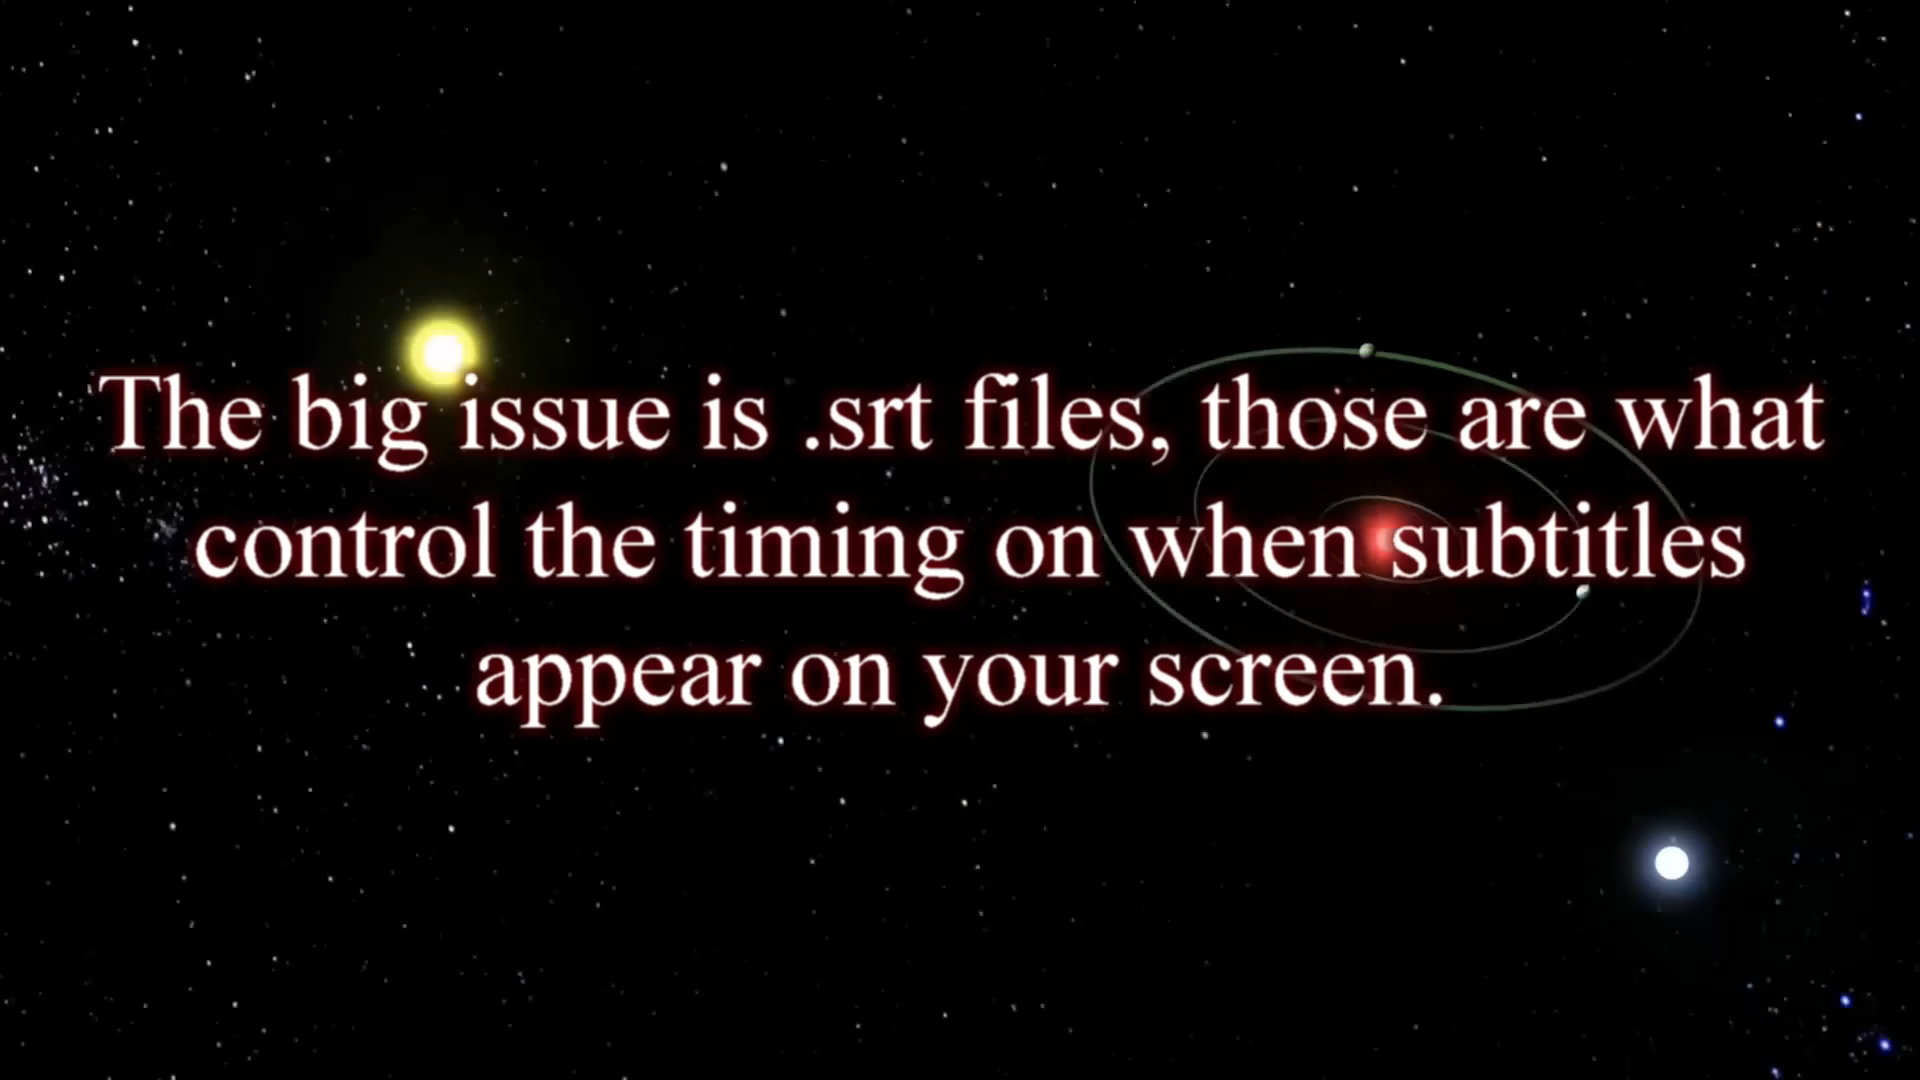 The big issue is .srt files, those are what
control the timing on when subtitles
appear on your screen.